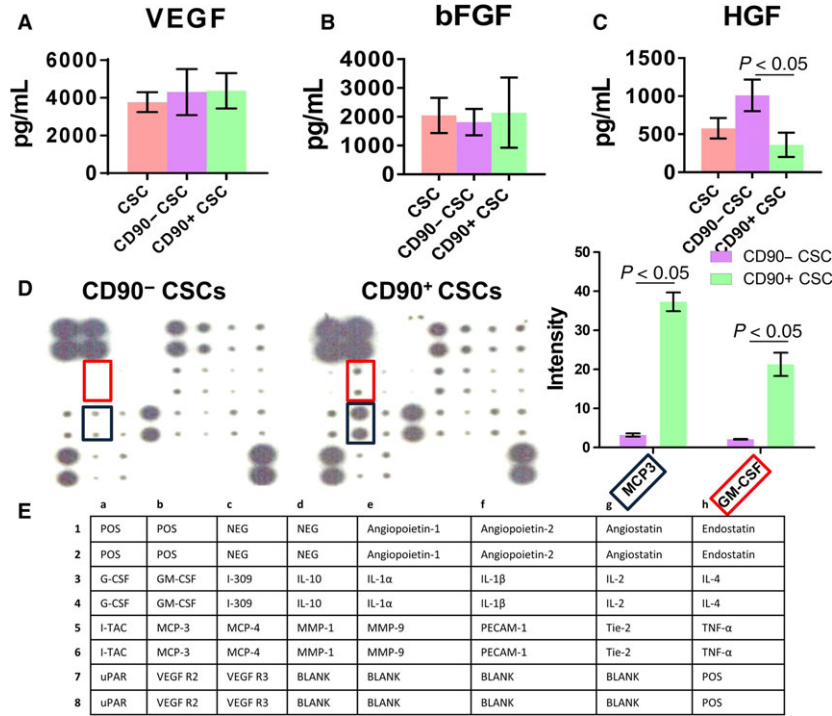 A
VEGF
pg/mL
6000
4000
2000
0
CSC
CD90− CSC
CD90+ CSC
B
bFGF
pg/mL
4000
3000
2000
1000
0
CSC
CD90− CSC
CD90+ CSC
C
HGF
P < 0.05
pg/mL
1500
1000
500
0
CSC
CD90− CSC
CD90+ CSC
D
CD90− CSCs
CD90+ CSCs
CD90− CSC
CD90+ CSC
Intensity
50
40
30
20
10
0
P < 0.05
P < 0.05
MCP3
GM-CSF
E
a b c d e f g h
1 POS POS NEG NEG Angiopoietin-1 Angiopoietin-2 Angiostatin Endostatin
2 POS POS NEG NEG Angiopoietin-1 Angiopoietin-2 Angiostatin Endostatin
3 G-CSF GM-CSF I-309 IL-10 IL-1α IL-1β IL-2 IL-4
4 G-CSF GM-CSF I-309 IL-10 IL-1α IL-1β IL-2 IL-4
5 I-TAC MCP-3 MCP-4 MMP-1 MMP-9 PECAM-1 Tie-2 TNF-α
6 I-TAC MCP-3 MCP-4 MMP-1 MMP-9 PECAM-1 Tie-2 TNF-α
7 uPAR VEGF R2 VEGF R3 BLANK BLANK BLANK BLANK POS
8 uPAR VEGF R2 VEGF R3 BLANK BLANK BLANK BLANK POS